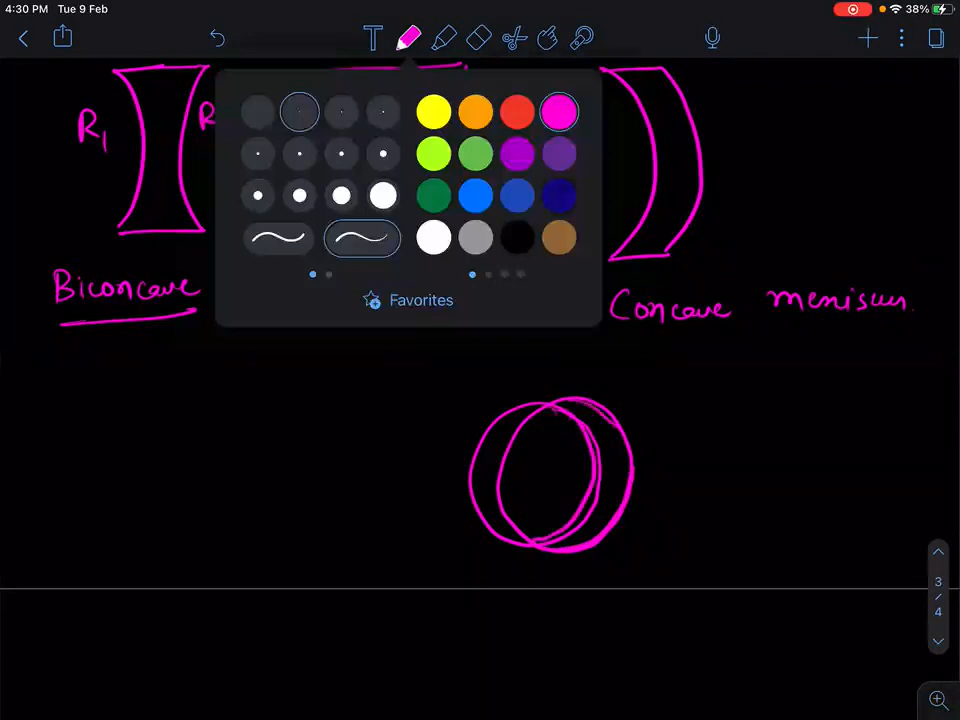 4:30 PM Tue 9 Feb
38%
T
R1
R
Biconcave
Favorites
Concave meniscus.
3
/
4